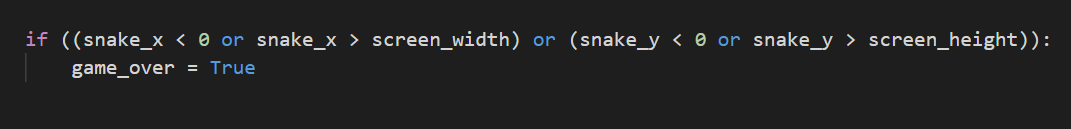 if ((snake_x < 0 or snake_x > screen_width) or (snake_y < 0 or snake_y > screen_height)):
    game_over = True